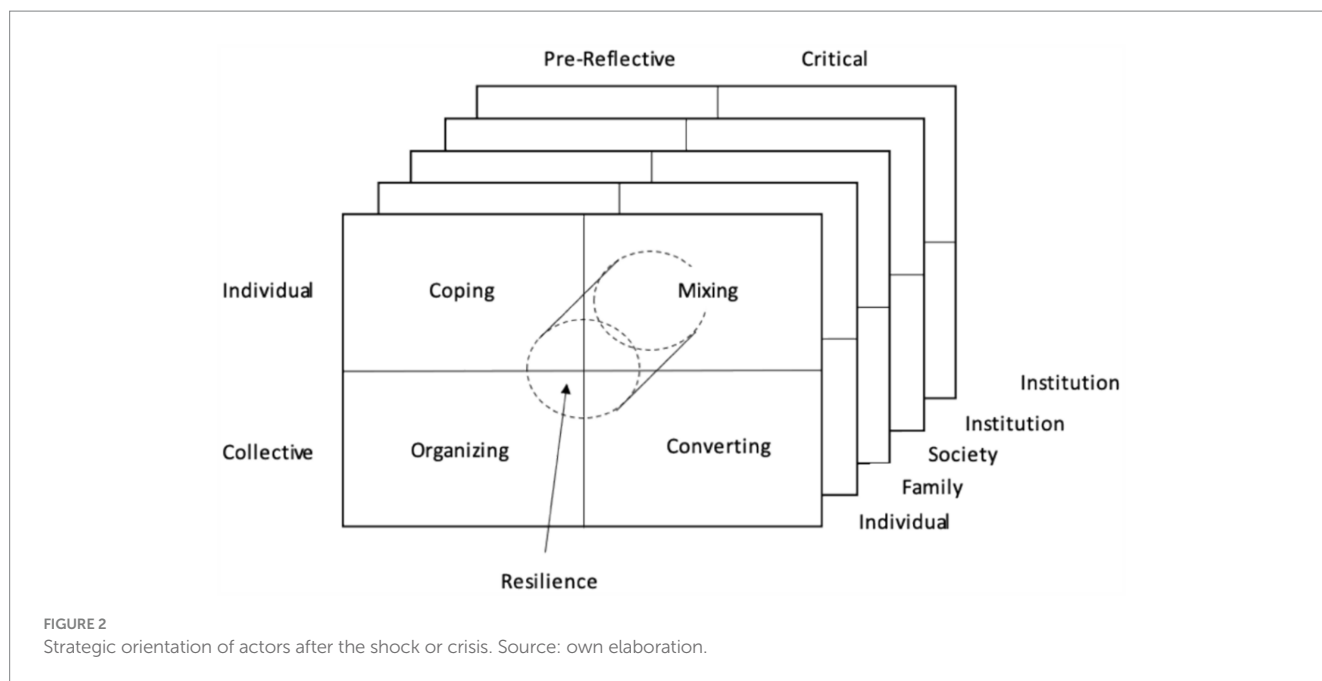 Pre-Reflective Critical
Individual Coping Mixing
Institution
Institution
Collective Organizing Converting
Society
Family
Individual
Resilience
FIGURE 2
Strategic orientation of actors after the shock or crisis. Source: own elaboration.